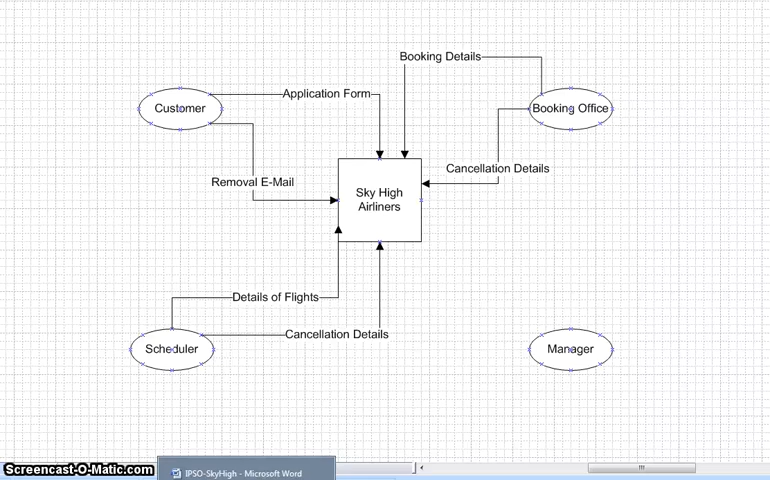 Booking Details
Application Form
Customer
Booking Office
Cancellation Details
Removal E-Mail
Sky High
Airliners
Details of Flights
Cancellation Details
Scheduler
Manager
Screencast-O-Matic.com
IPSO-SkyHigh - Microsoft Word